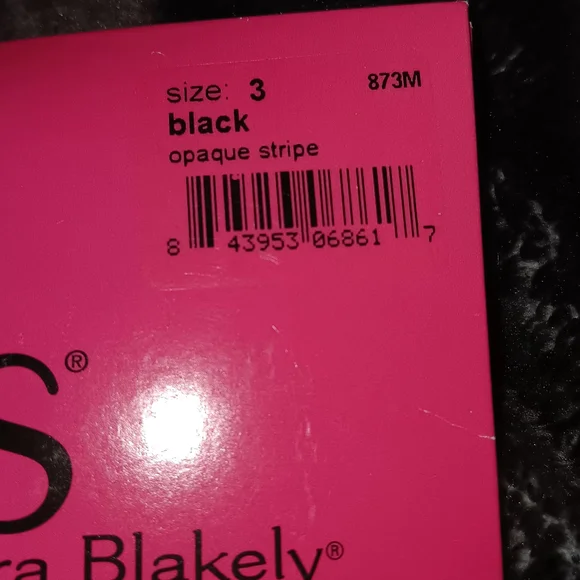 size: 3 873M
black
opaque stripe
8 43953 06861 7
S®
ra Blakely®